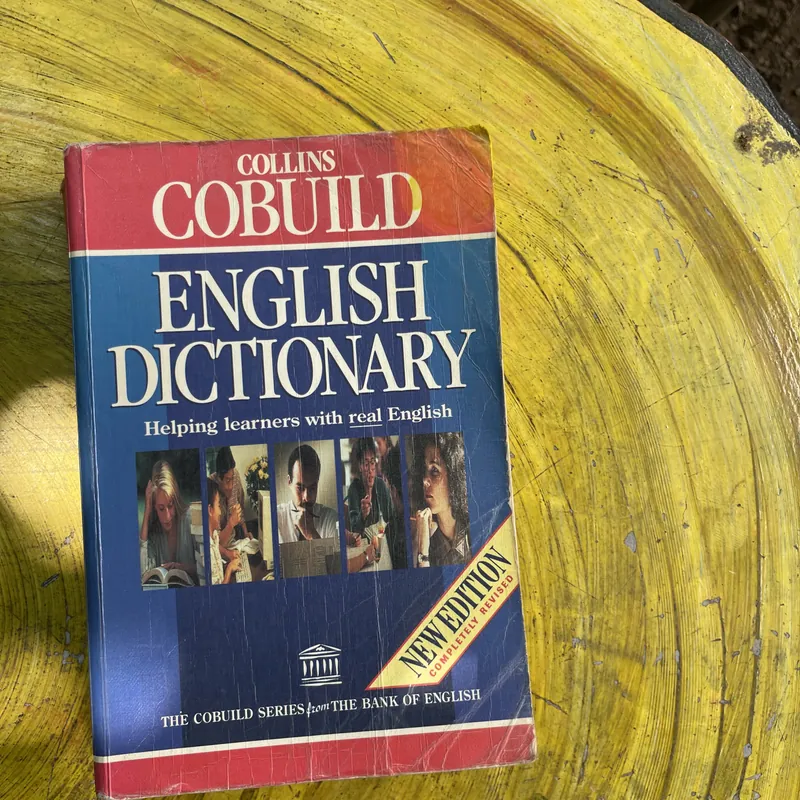 COLLINS
COBUILD
ENGLISH
DICTIONARY
Helping learners with real English
NEW EDITION
COMPLETELY REVISED
THE COBUILD SERIES from THE BANK OF ENGLISH